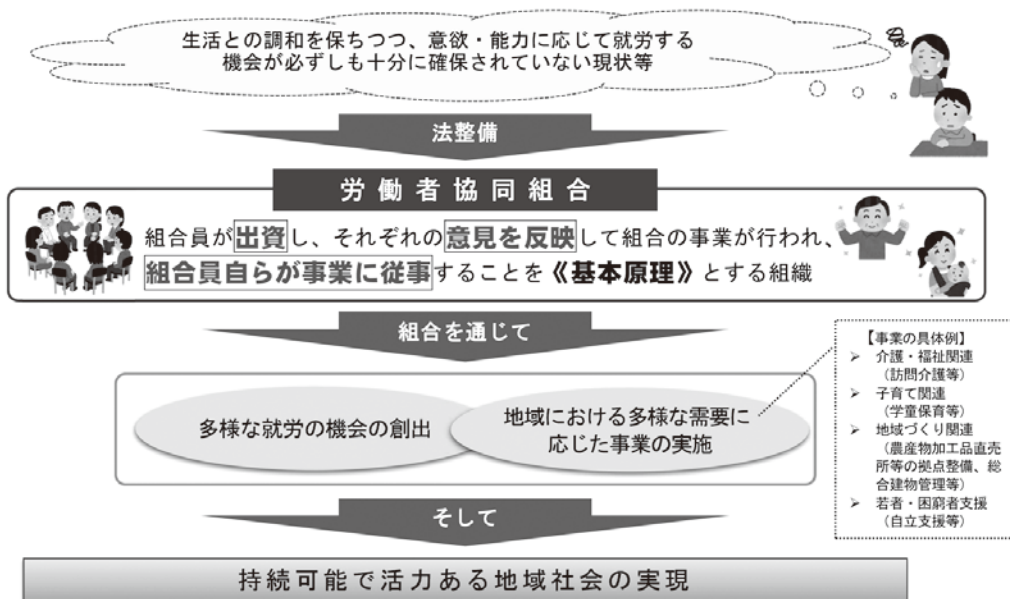 生活との調和を保ちつつ、意欲・能力に応じて就労する
機会が必ずしも十分に確保されていない現状等
法整備
労働者協同組合
組合員が出資し、それぞれの意見を反映して組合の事業が行われ、
組合員自らが事業に従事することを《基本原理》とする組織
組合を通じて
多様な就労の機会の創出
地域における多様な需要に
応じた事業の実施
【事業の具体例】
➢ 介護・福祉関連
（訪問介護等）
➢ 子育て関連
（学童保育等）
➢ 地域づくり関連
（農産物加工品直売
所等の拠点整備、総
合建物管理等）
➢ 若者・困窮者支援
（自立支援等）
そして
持続可能で活力ある地域社会の実現